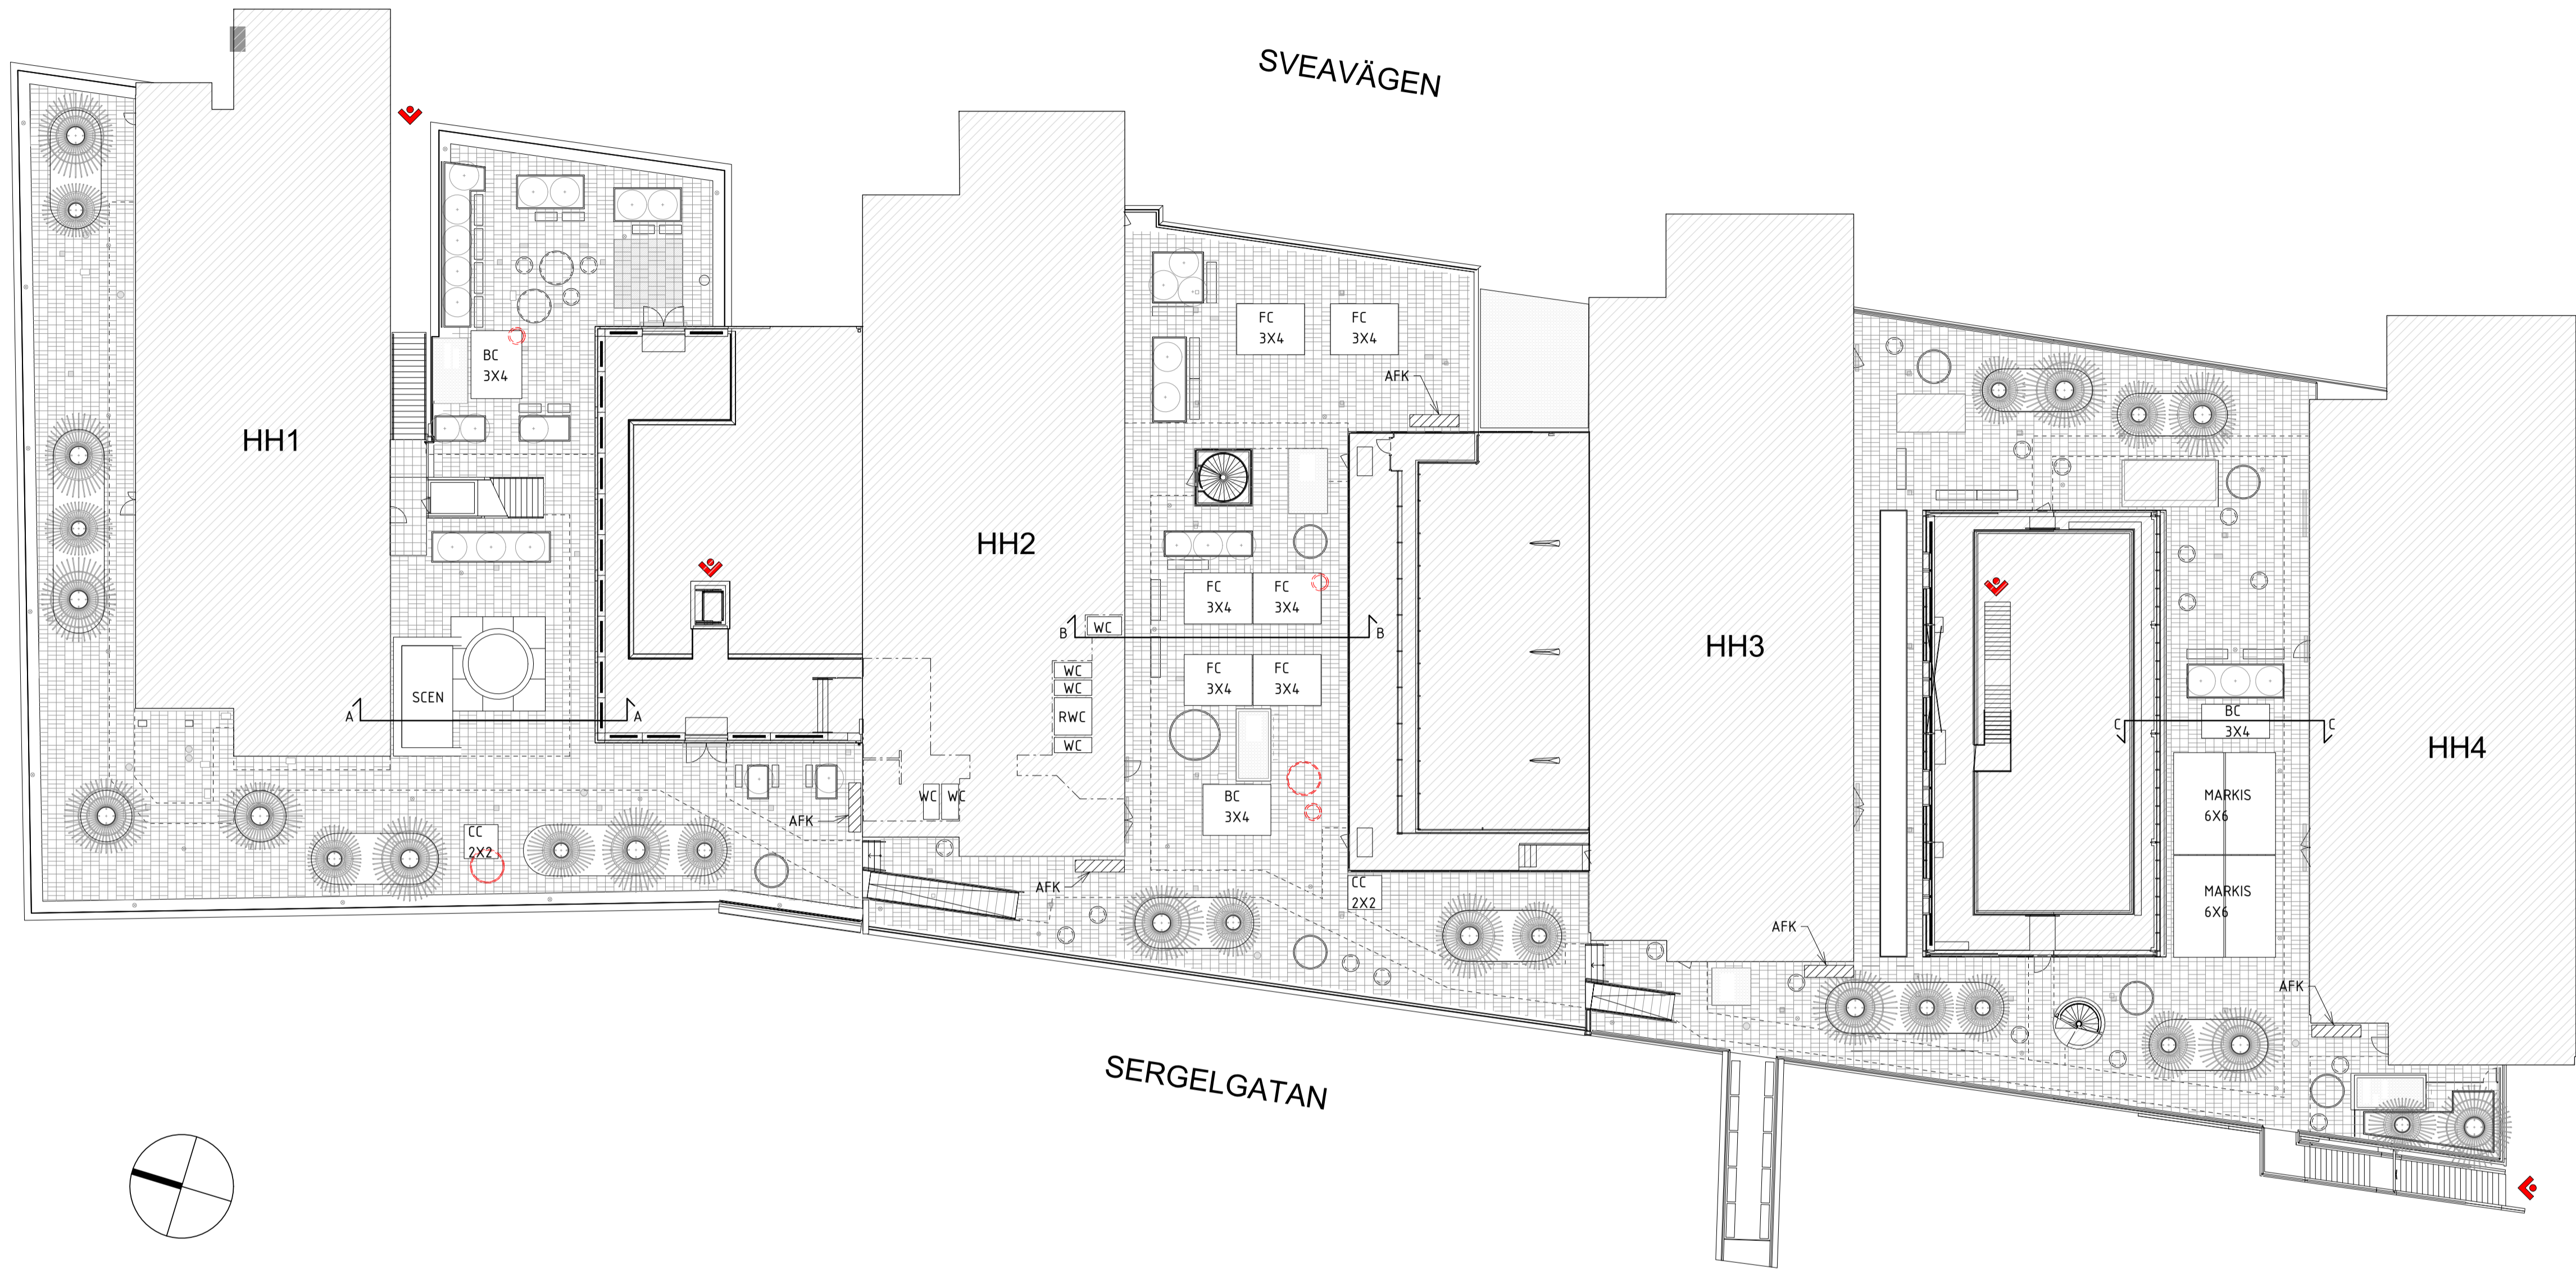 SVEAVÄGEN
HH1
BC
3X4
SCEN
A
A
CC
2X2
AFK
HH2
WC
WC
WC
RWC
WC
WC
WC
AFK
B
B
FC
3X4
FC
3X4
AFK
FC
3X4
FC
3X4
FC
3X4
FC
3X4
BC
3X4
CC
2X2
HH3
AFK
C
C
BC
3X4
MARKIS
6X6
MARKIS
6X6
AFK
HH4
SERGELGATAN